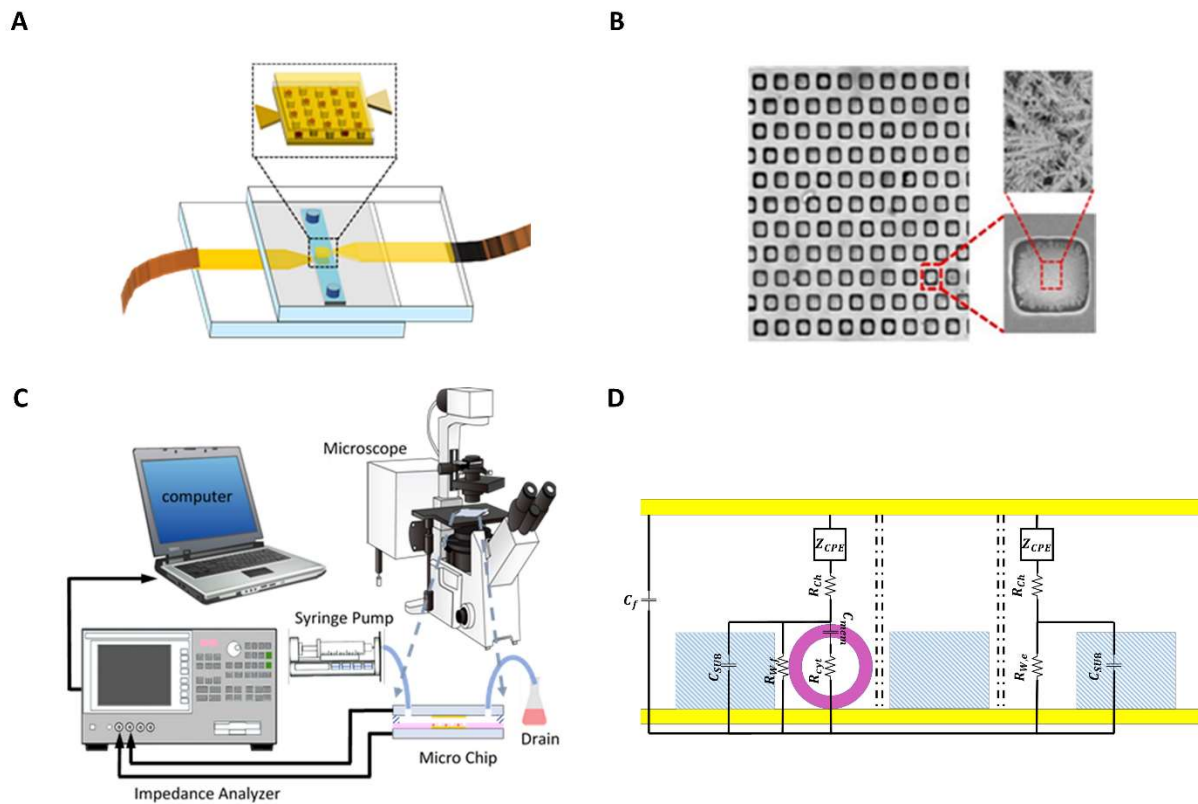 A
B
C
D
Microscope
computer
Syringe Pump
Drain
Micro Chip
Impedance Analyzer
Z_CPE
Z_CPE
R_Ch
R_Ch
C_f
C_mem
C_SUB
R_W,f
R_cyt
R_W,e
C_SUB